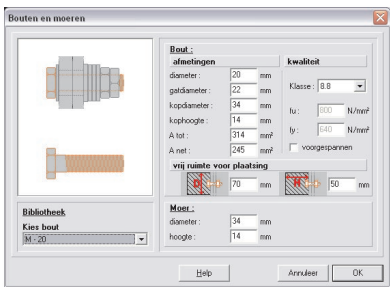 Bouten en moeren
Bout :
afmetingen
kwaliteit
diameter : 20 mm
gatdiameter : 22 mm
kopdiameter : 34 mm
kophoogte : 14 mm
A tot : 314 mm²
A net : 245 mm²
Klasse : 8.8
fu : 800 N/mm²
fy : 640 N/mm²
voorgespannen
vrij ruimte voor plaatsing
D 70 mm
H 50 mm
Bibliotheek
Kies bout
M - 20
Moer :
diameter : 34 mm
hoogte : 14 mm
Help
Annuleer
OK